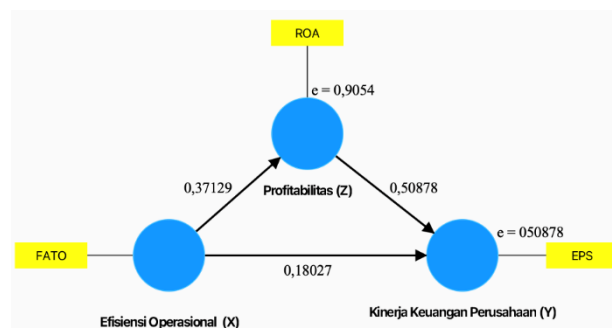 ROA
e = 0,9054
0,37129
Profitabilitas (Z)
0,50878
e = 050878
FATO
0,18027
EPS
Efisiensi Operasional (X)
Kinerja Keuangan Perusahaan (Y)